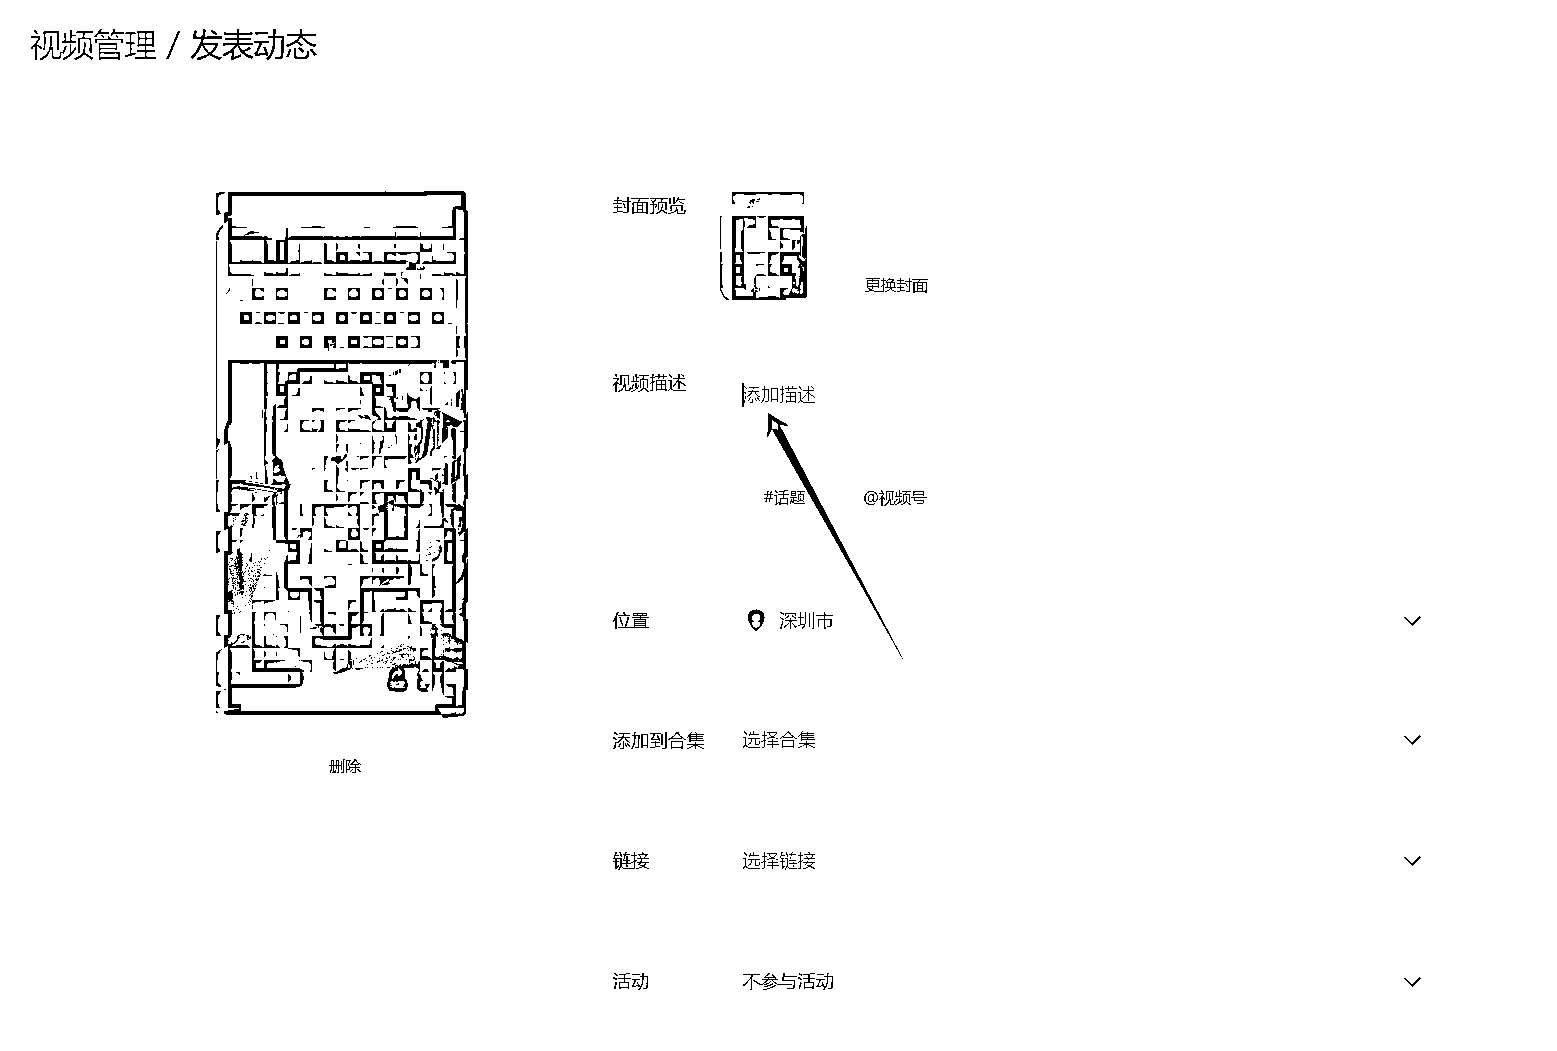 视频管理 / 发表动态
封面预览
更换封面
视频描述
添加描述
#话题 @视频号
位置 深圳市
添加到合集 选择合集
删除
链接 选择链接
活动 不参与活动